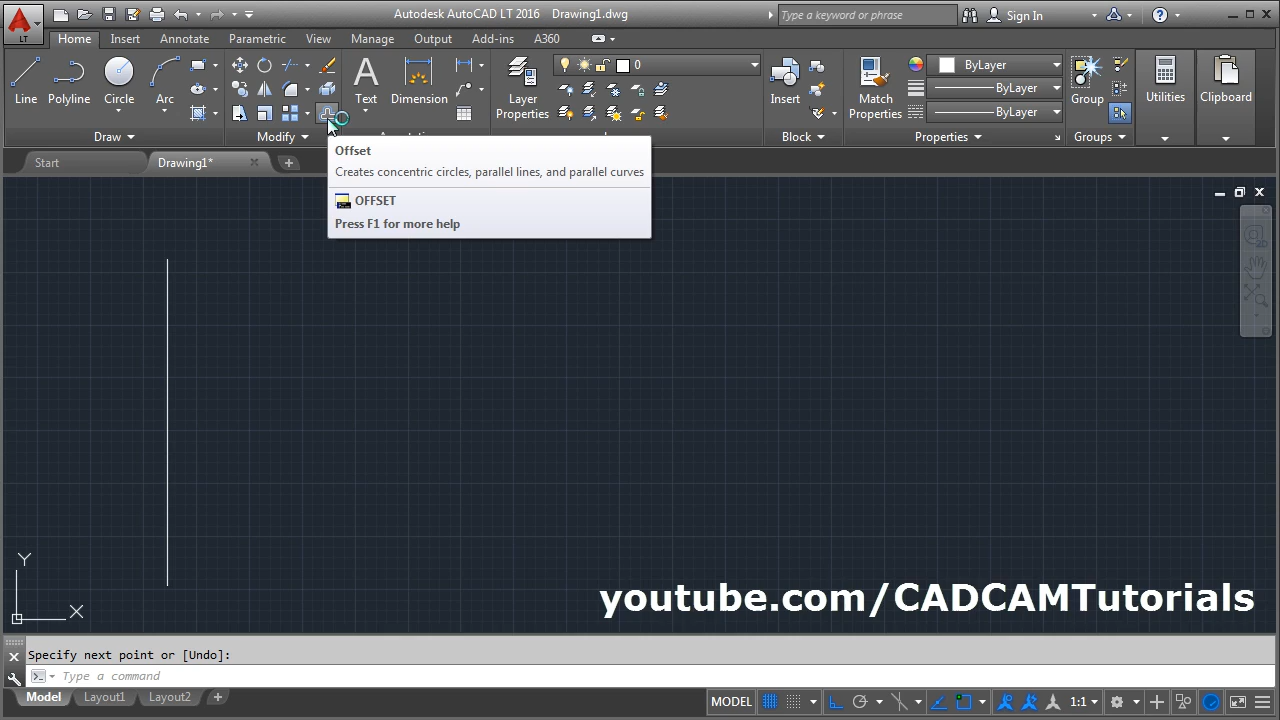 Autodesk AutoCAD LT 2016 Drawing1.dwg
Type a keyword or phrase
Sign In
LT
Home Insert Annotate Parametric View Manage Output Add-ins A360
Line Polyline Circle Arc
Text Dimension
Layer
Properties
0
Insert
Match
Properties
ByLayer
ByLayer
ByLayer
Group
Utilities
Clipboard
Draw Modify Block Properties Groups
Start Drawing1*
Offset
Creates concentric circles, parallel lines, and parallel curves
OFFSET
Press F1 for more help
Y
X
youtube.com/CADCAMTutorials
Specify next point or [Undo]:
Type a command
Model Layout1 Layout2
MODEL
1:1